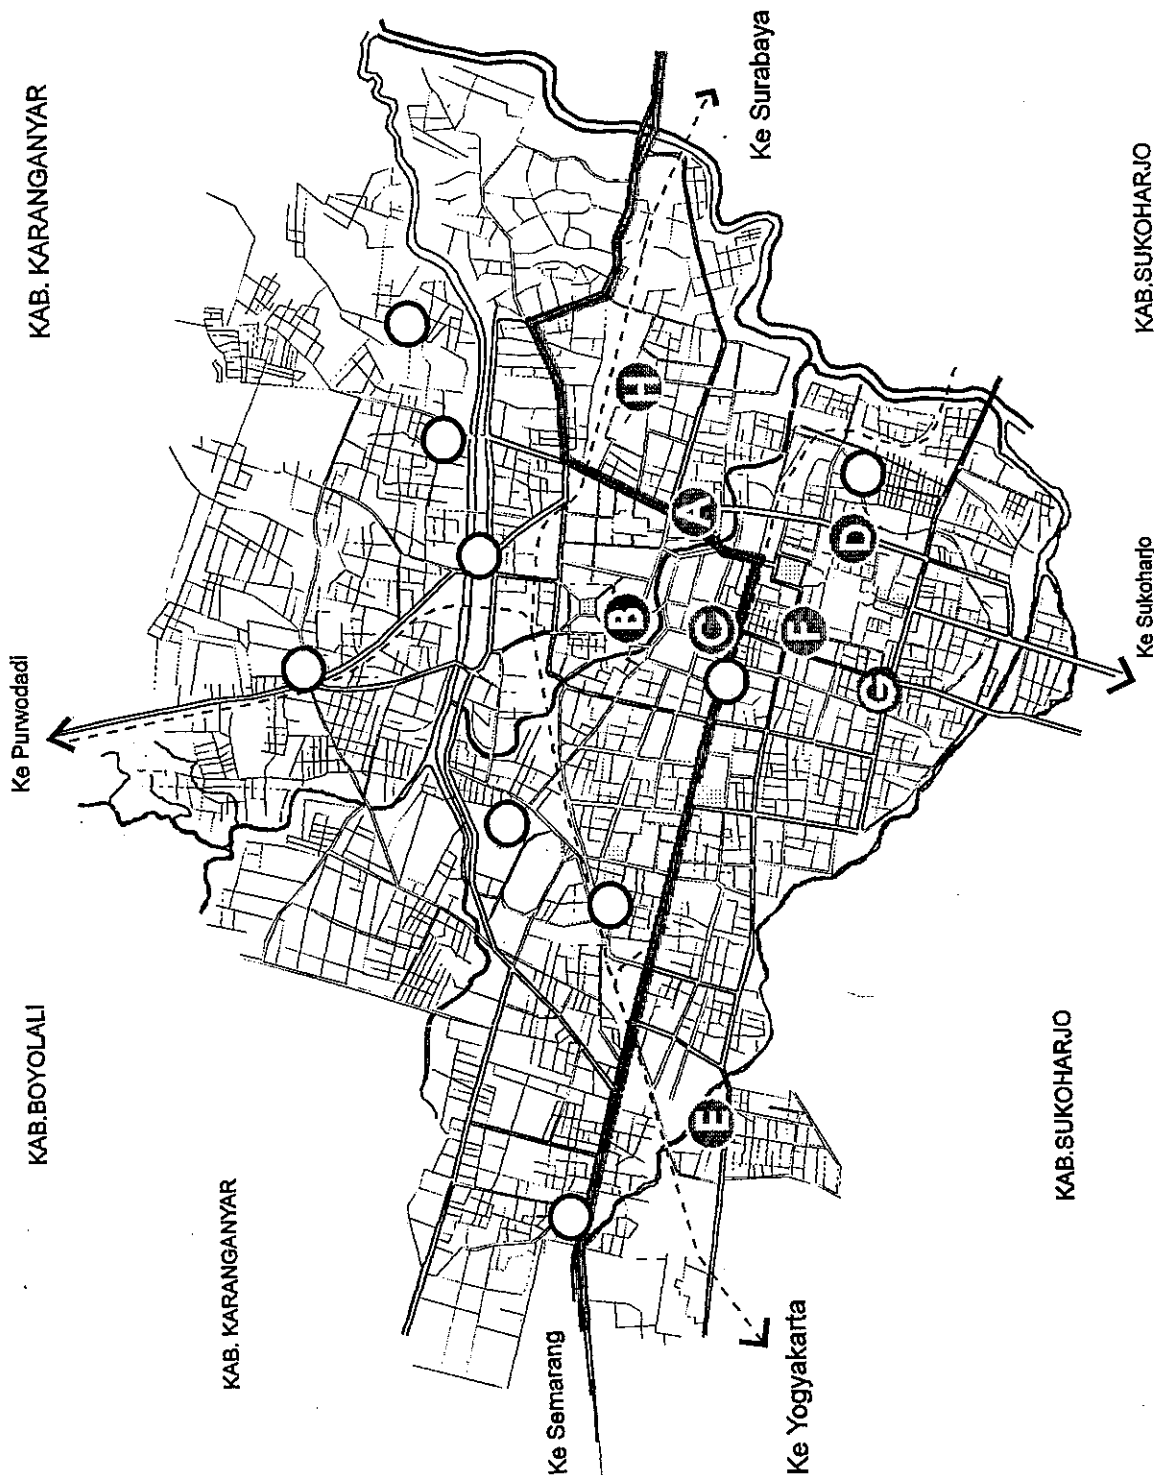 KAB.BOYOLALI
Ke Purwodadi
KAB. KARANGANYAR
KAB. KARANGANYAR
Ke Semarang
B
H
A
E
G
Ke Surabaya
Ke Yogyakarta
F
D
C
KAB.SUKOHARJO
Ke Sukoharjo
KAB.SUKOHARJO